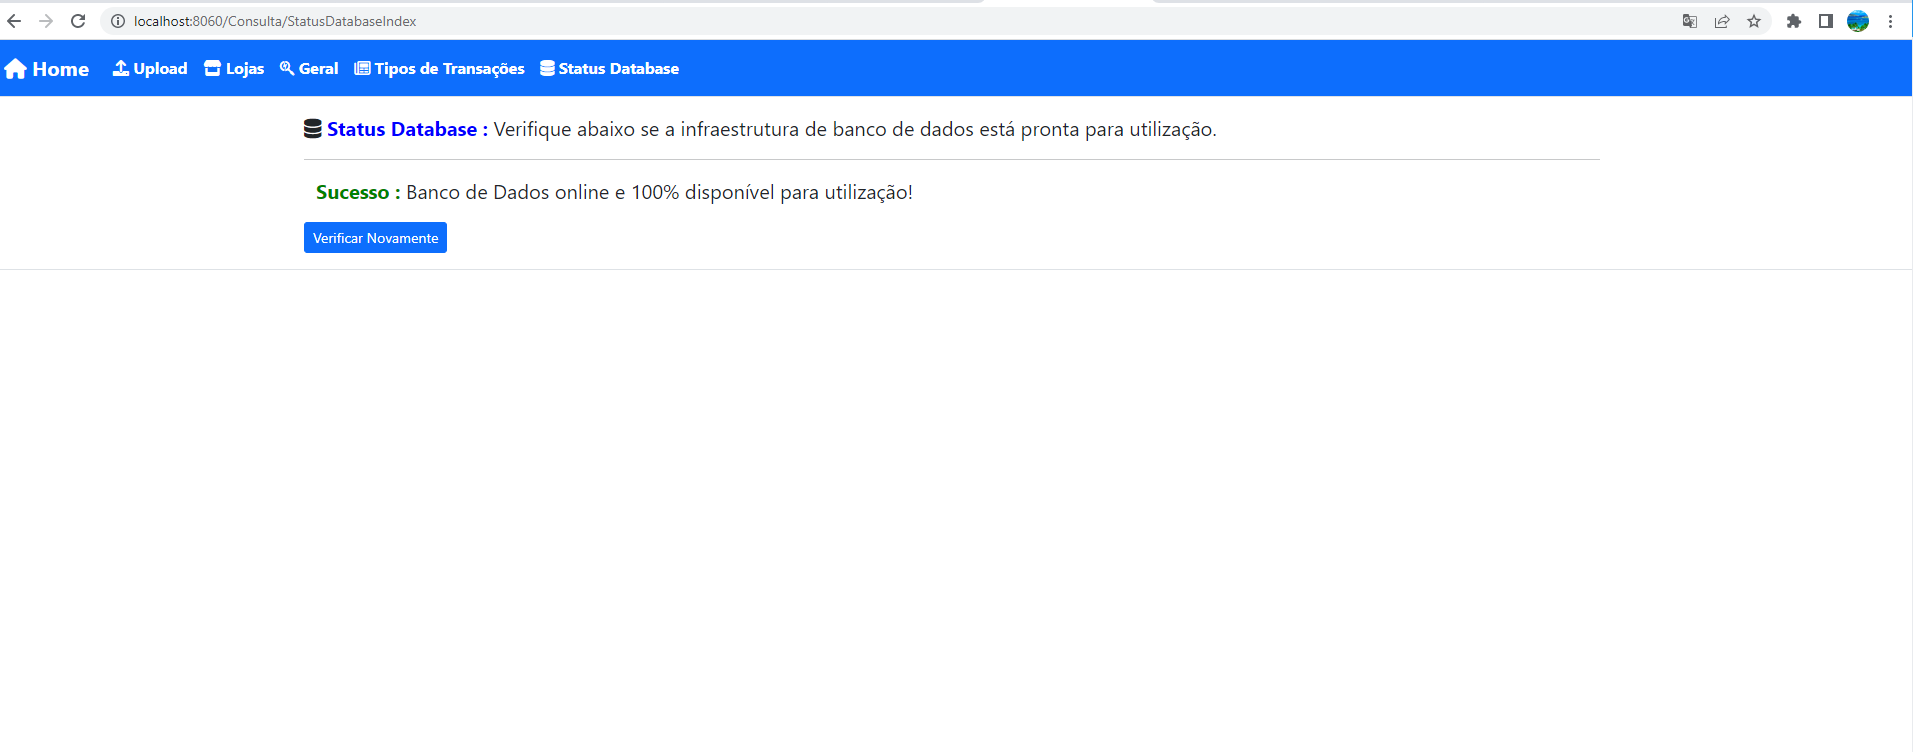 localhost:8060/Consulta/StatusDatabaseIndex
Home Upload Lojas Geral Tipos de Transações Status Database
Status Database : Verifique abaixo se a infraestrutura de banco de dados está pronta para utilização.
Sucesso : Banco de Dados online e 100% disponível para utilização!
Verificar Novamente